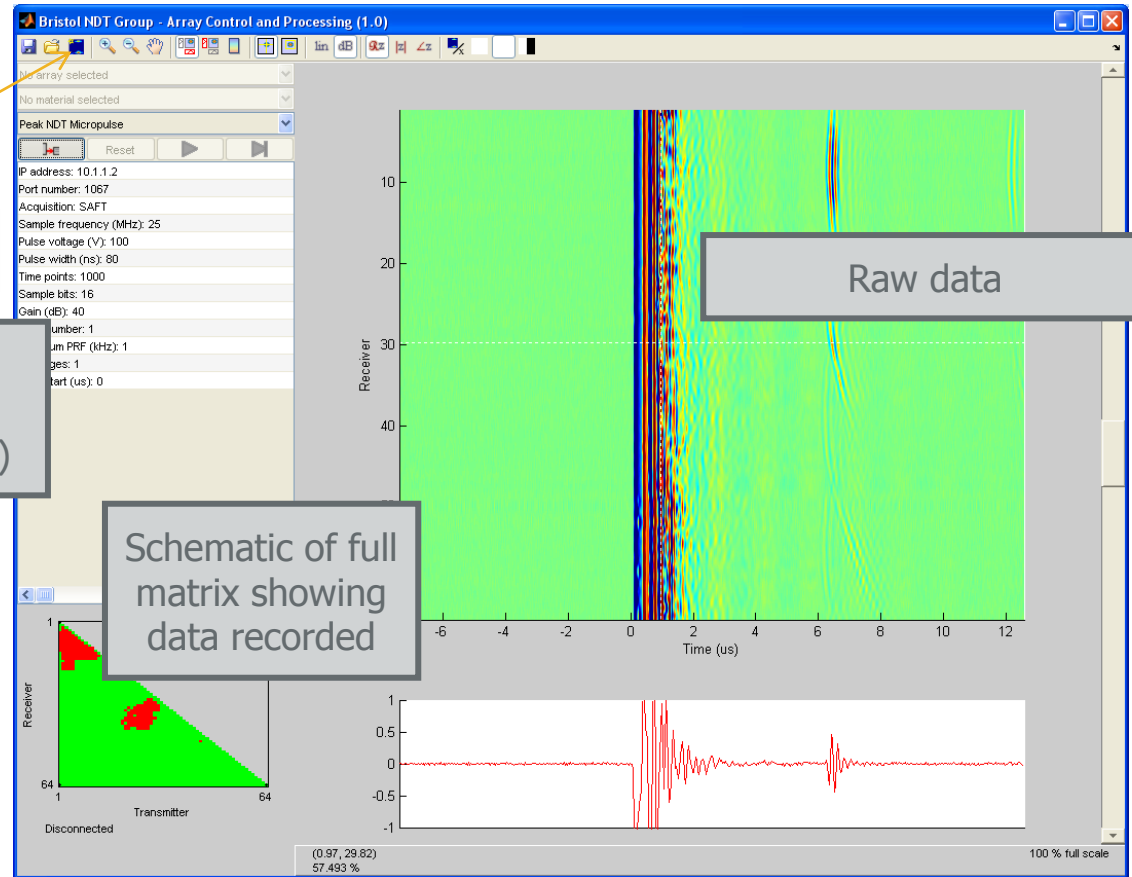 Bristol NDT Group - Array Control and Processing (1.0)
lin dB Rz |z| ∠z
No array selected
No material selected
Peak NDT Micropulse
Reset
IP address: 10.1.1.2
Port number: 1067
Acquisition: SAFT
Sample frequency (MHz): 25
Pulse voltage (V): 100
Pulse width (ns): 80
Time points: 1000
Sample bits: 16
Gain (dB): 40
umber: 1
um PRF (kHz): 1
ges: 1
tart (us): 0
)
Raw data
10
20
30
40
Receiver
-6 -4 -2 0 2 4 6 8 10 12
Time (us)
Schematic of full
matrix showing
data recorded
1
Receiver
64
1 64
Transmitter
Disconnected
1
0.5
0
-0.5
-1
(0.97, 29.82)
57.493 %
100 % full scale